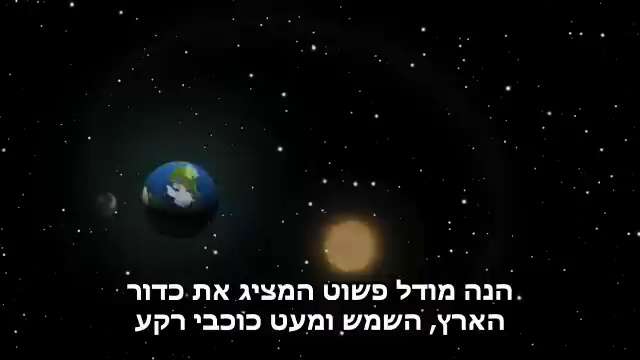 הנה מודל פשוט המציג את כדור
הארץ, השמש ומעט כוכבי רקע